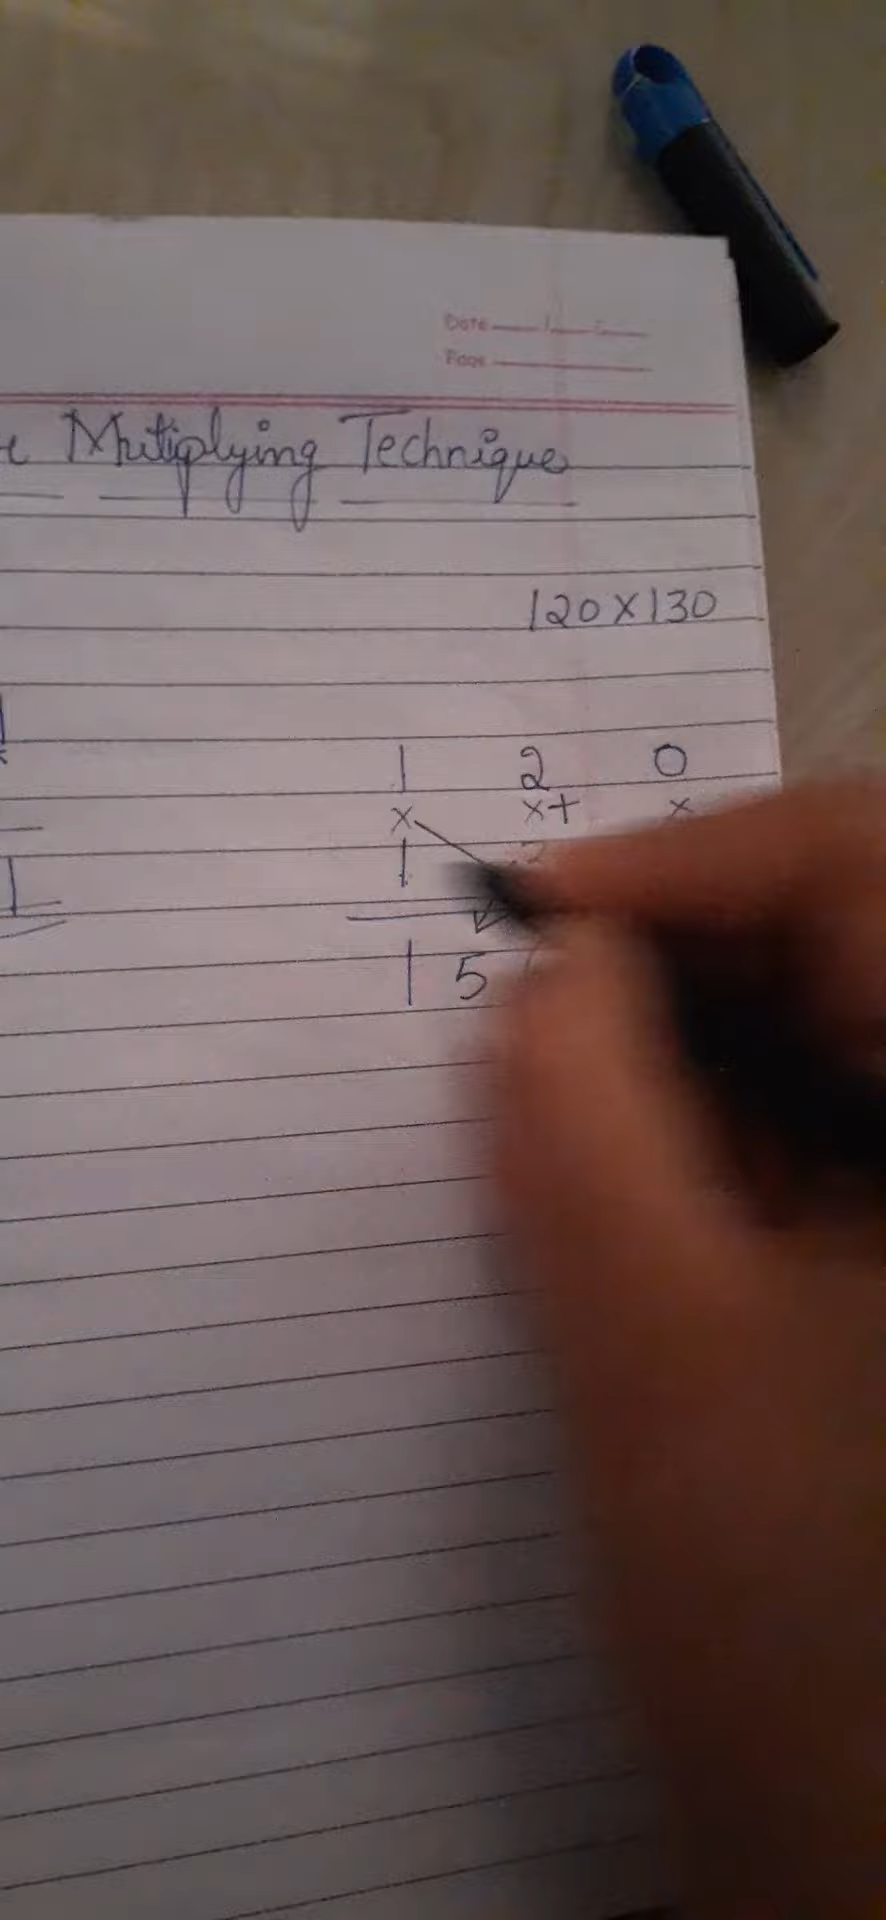 Date
Page
Mutiplying Technique
120×130
1 2 0
× ×+ ×
1
1 5